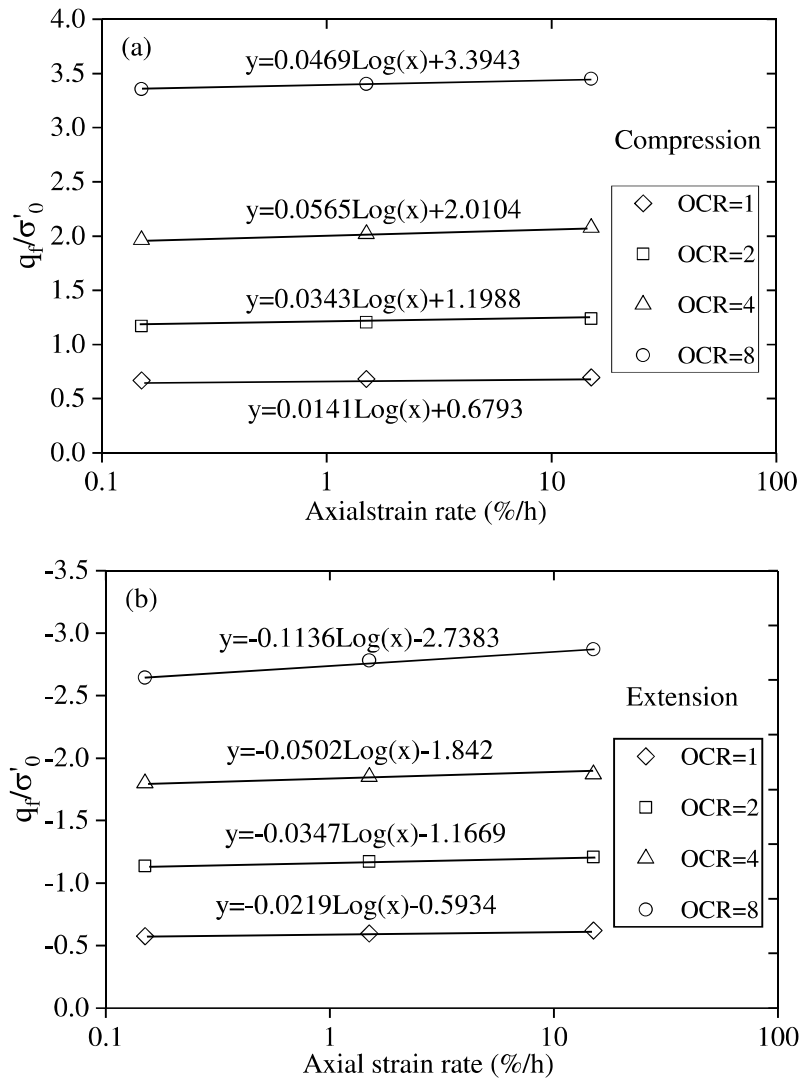 (a)
4.0
3.5
3.0
2.5
2.0
1.5
1.0
0.5
0.0
qf/σ'0
y=0.0469Log(x)+3.3943
y=0.0565Log(x)+2.0104
y=0.0343Log(x)+1.1988
y=0.0141Log(x)+0.6793
Compression
OCR=1
OCR=2
OCR=4
OCR=8
0.1 1 10 100
Axialstrain rate (%/h)
(b)
-3.5
-3.0
-2.5
-2.0
-1.5
-1.0
-0.5
0.0
qf/σ'0
y=-0.1136Log(x)-2.7383
y=-0.0502Log(x)-1.842
y=-0.0347Log(x)-1.1669
y=-0.0219Log(x)-0.5934
Extension
OCR=1
OCR=2
OCR=4
OCR=8
0.1 1 10 100
Axial strain rate (%/h)